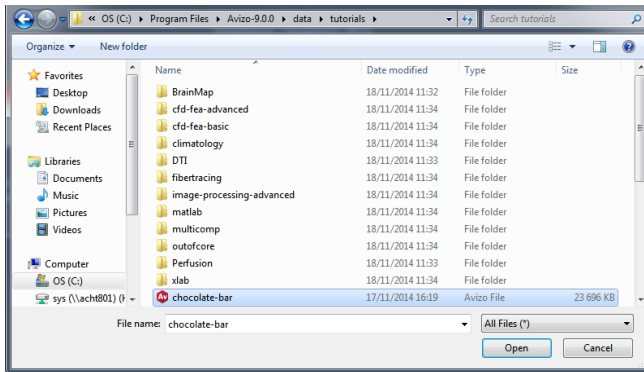 « OS (C:) ▸ Program Files ▸ Avizo-9.0.0 ▸ data ▸ tutorials ▸ Search tutorials
Organize New folder
Name Date modified Type Size
Favorites
Desktop
Downloads
Recent Places
Libraries
Documents
Music
Pictures
Videos
Computer
OS (C:)
sys (\\acht801) (H
BrainMap 18/11/2014 11:32 File folder
cfd-fea-advanced 18/11/2014 11:34 File folder
cfd-fea-basic 18/11/2014 11:34 File folder
climatology 18/11/2014 11:34 File folder
DTI 18/11/2014 11:33 File folder
fibertracing 18/11/2014 11:34 File folder
image-processing-advanced 18/11/2014 11:34 File folder
matlab 18/11/2014 11:34 File folder
multicomp 18/11/2014 11:34 File folder
outofcore 18/11/2014 11:34 File folder
Perfusion 18/11/2014 11:33 File folder
xlab 18/11/2014 11:34 File folder
chocolate-bar 17/11/2014 16:19 Avizo File 23 696 KB
File name: chocolate-bar All Files (*)
Open Cancel